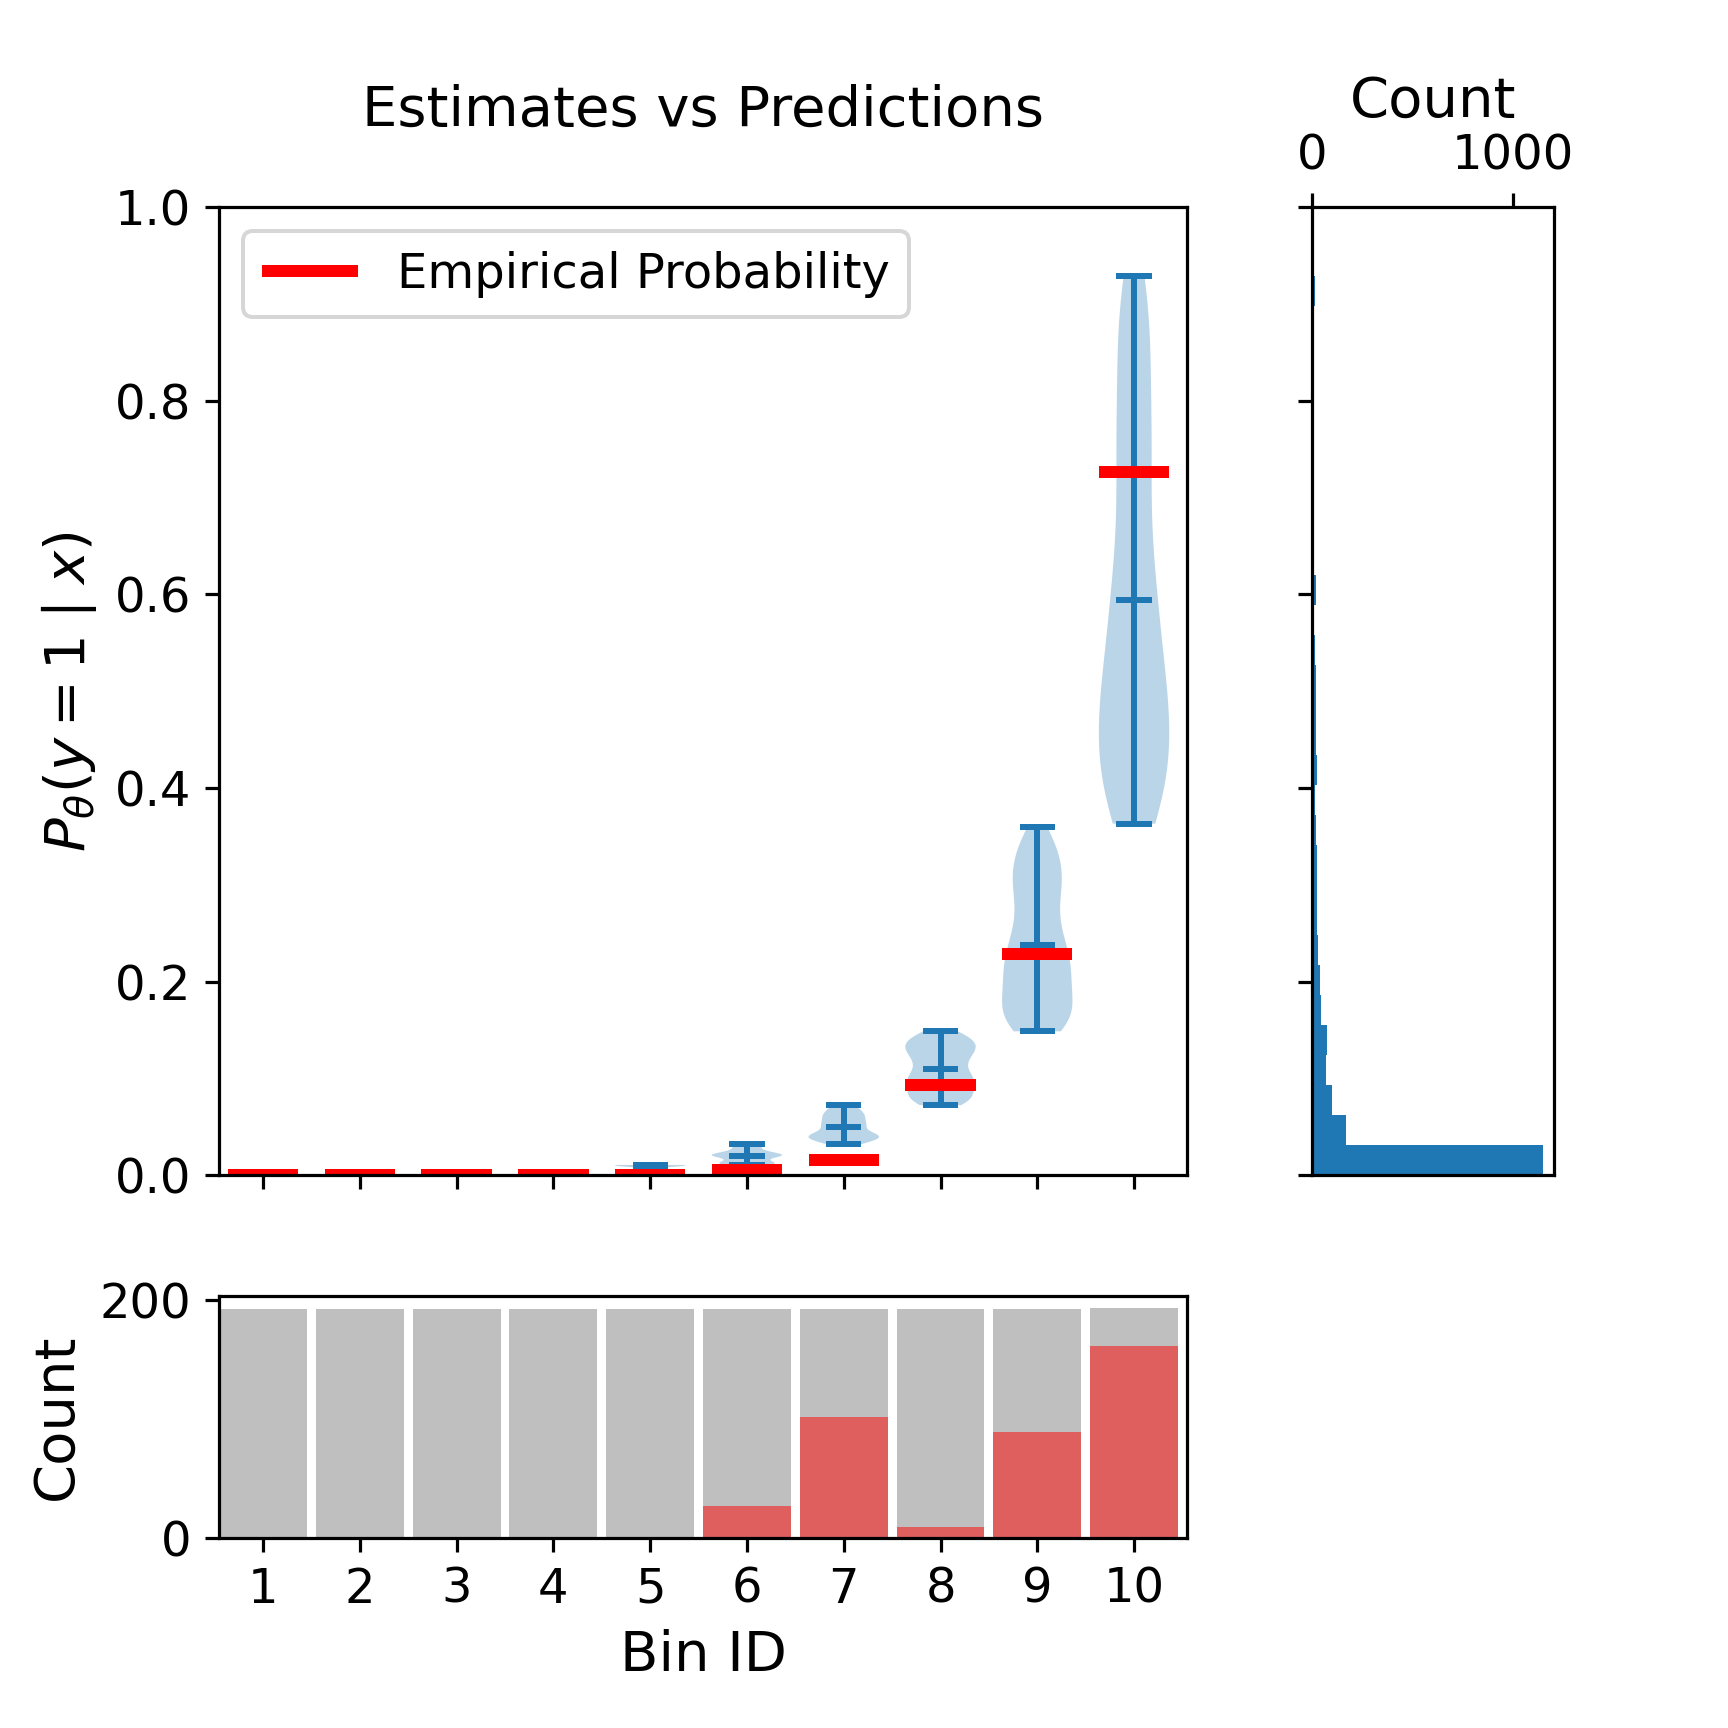 Estimates vs Predictions
Count
0 1000
1.0
Empirical Probability
0.8
0.6
0.4
0.2
0.0
Pθ(y = 1 | x)
200
0
Count
1 2 3 4 5 6 7 8 9 10
Bin ID